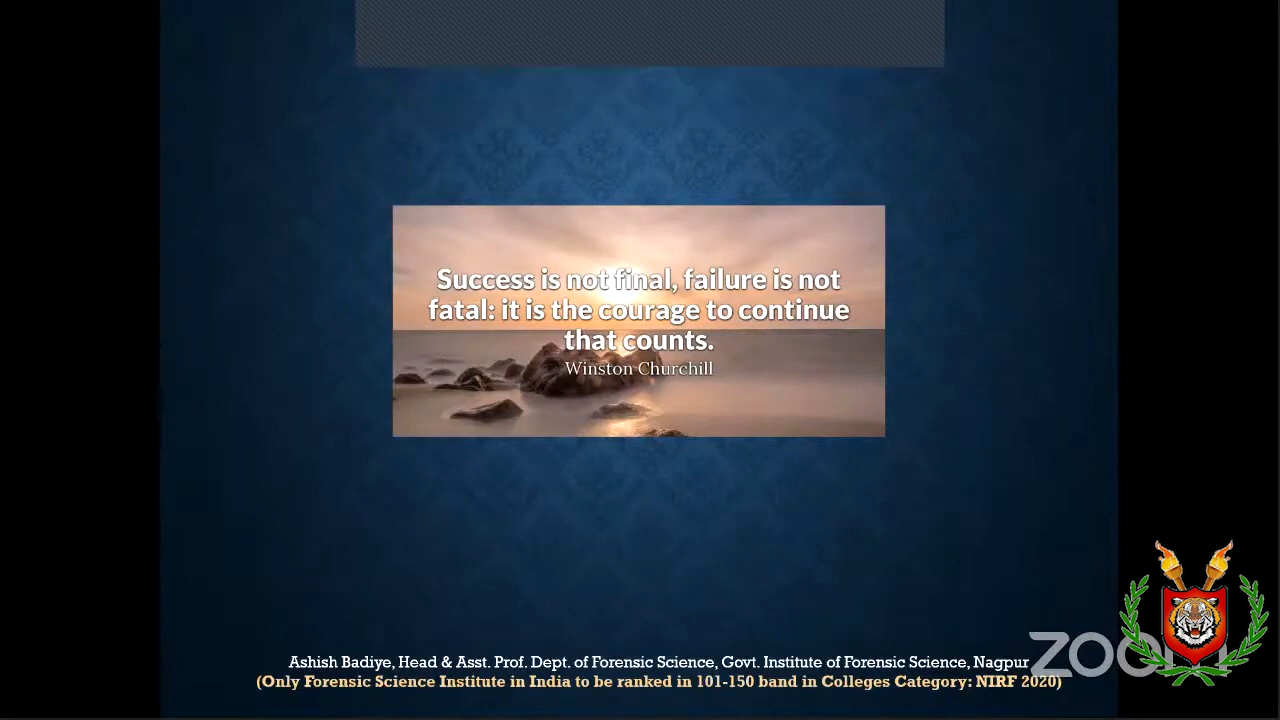 Success is not final, failure is not
fatal: it is the courage to continue
that counts.
Winston Churchill
Ashish Badiye, Head & Asst. Prof. Dept. of Forensic Science, Govt. Institute of Forensic Science, Nagpur
(Only Forensic Science Institute in India to be ranked in 101-150 band in Colleges Category: NIRF 2020)
zoom